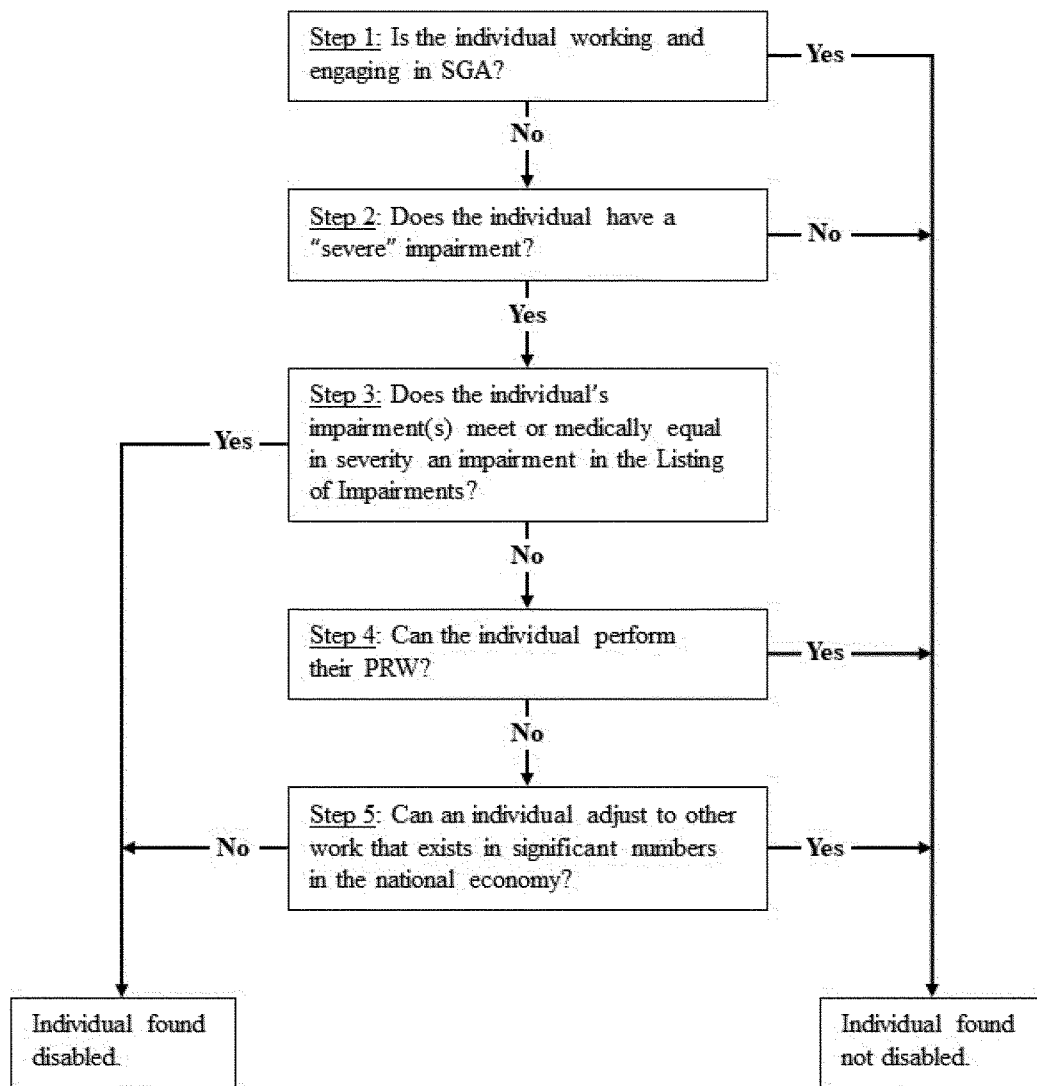 Step 1: Is the individual working and
engaging in SGA?
Yes
No
Step 2: Does the individual have a
"severe" impairment?
No
Yes
Step 3: Does the individual's
impairment(s) meet or medically equal
in severity an impairment in the Listing
of Impairments?
Yes
No
Step 4: Can the individual perform
their PRW?
Yes
No
Step 5: Can an individual adjust to other
work that exists in significant numbers
in the national economy?
No
Yes
Individual found
disabled.
Individual found
not disabled.